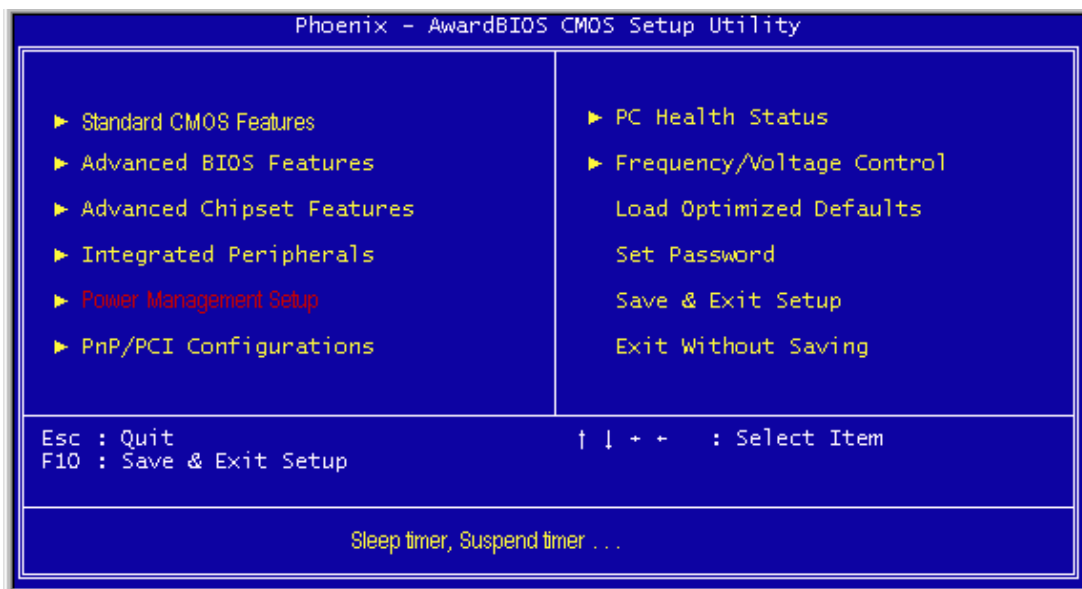 Phoenix – AwardBIOS CMOS Setup Utility
► Standard CMOS Features
► Advanced BIOS Features
► Advanced Chipset Features
► Integrated Peripherals
► Power Management Setup
► PnP/PCI Configurations
► PC Health Status
► Frequency/Voltage Control
Load Optimized Defaults
Set Password
Save & Exit Setup
Exit Without Saving
Esc : Quit
F10 : Save & Exit Setup
↑ ↓ → ← : Select Item
Sleep timer, Suspend timer . . .